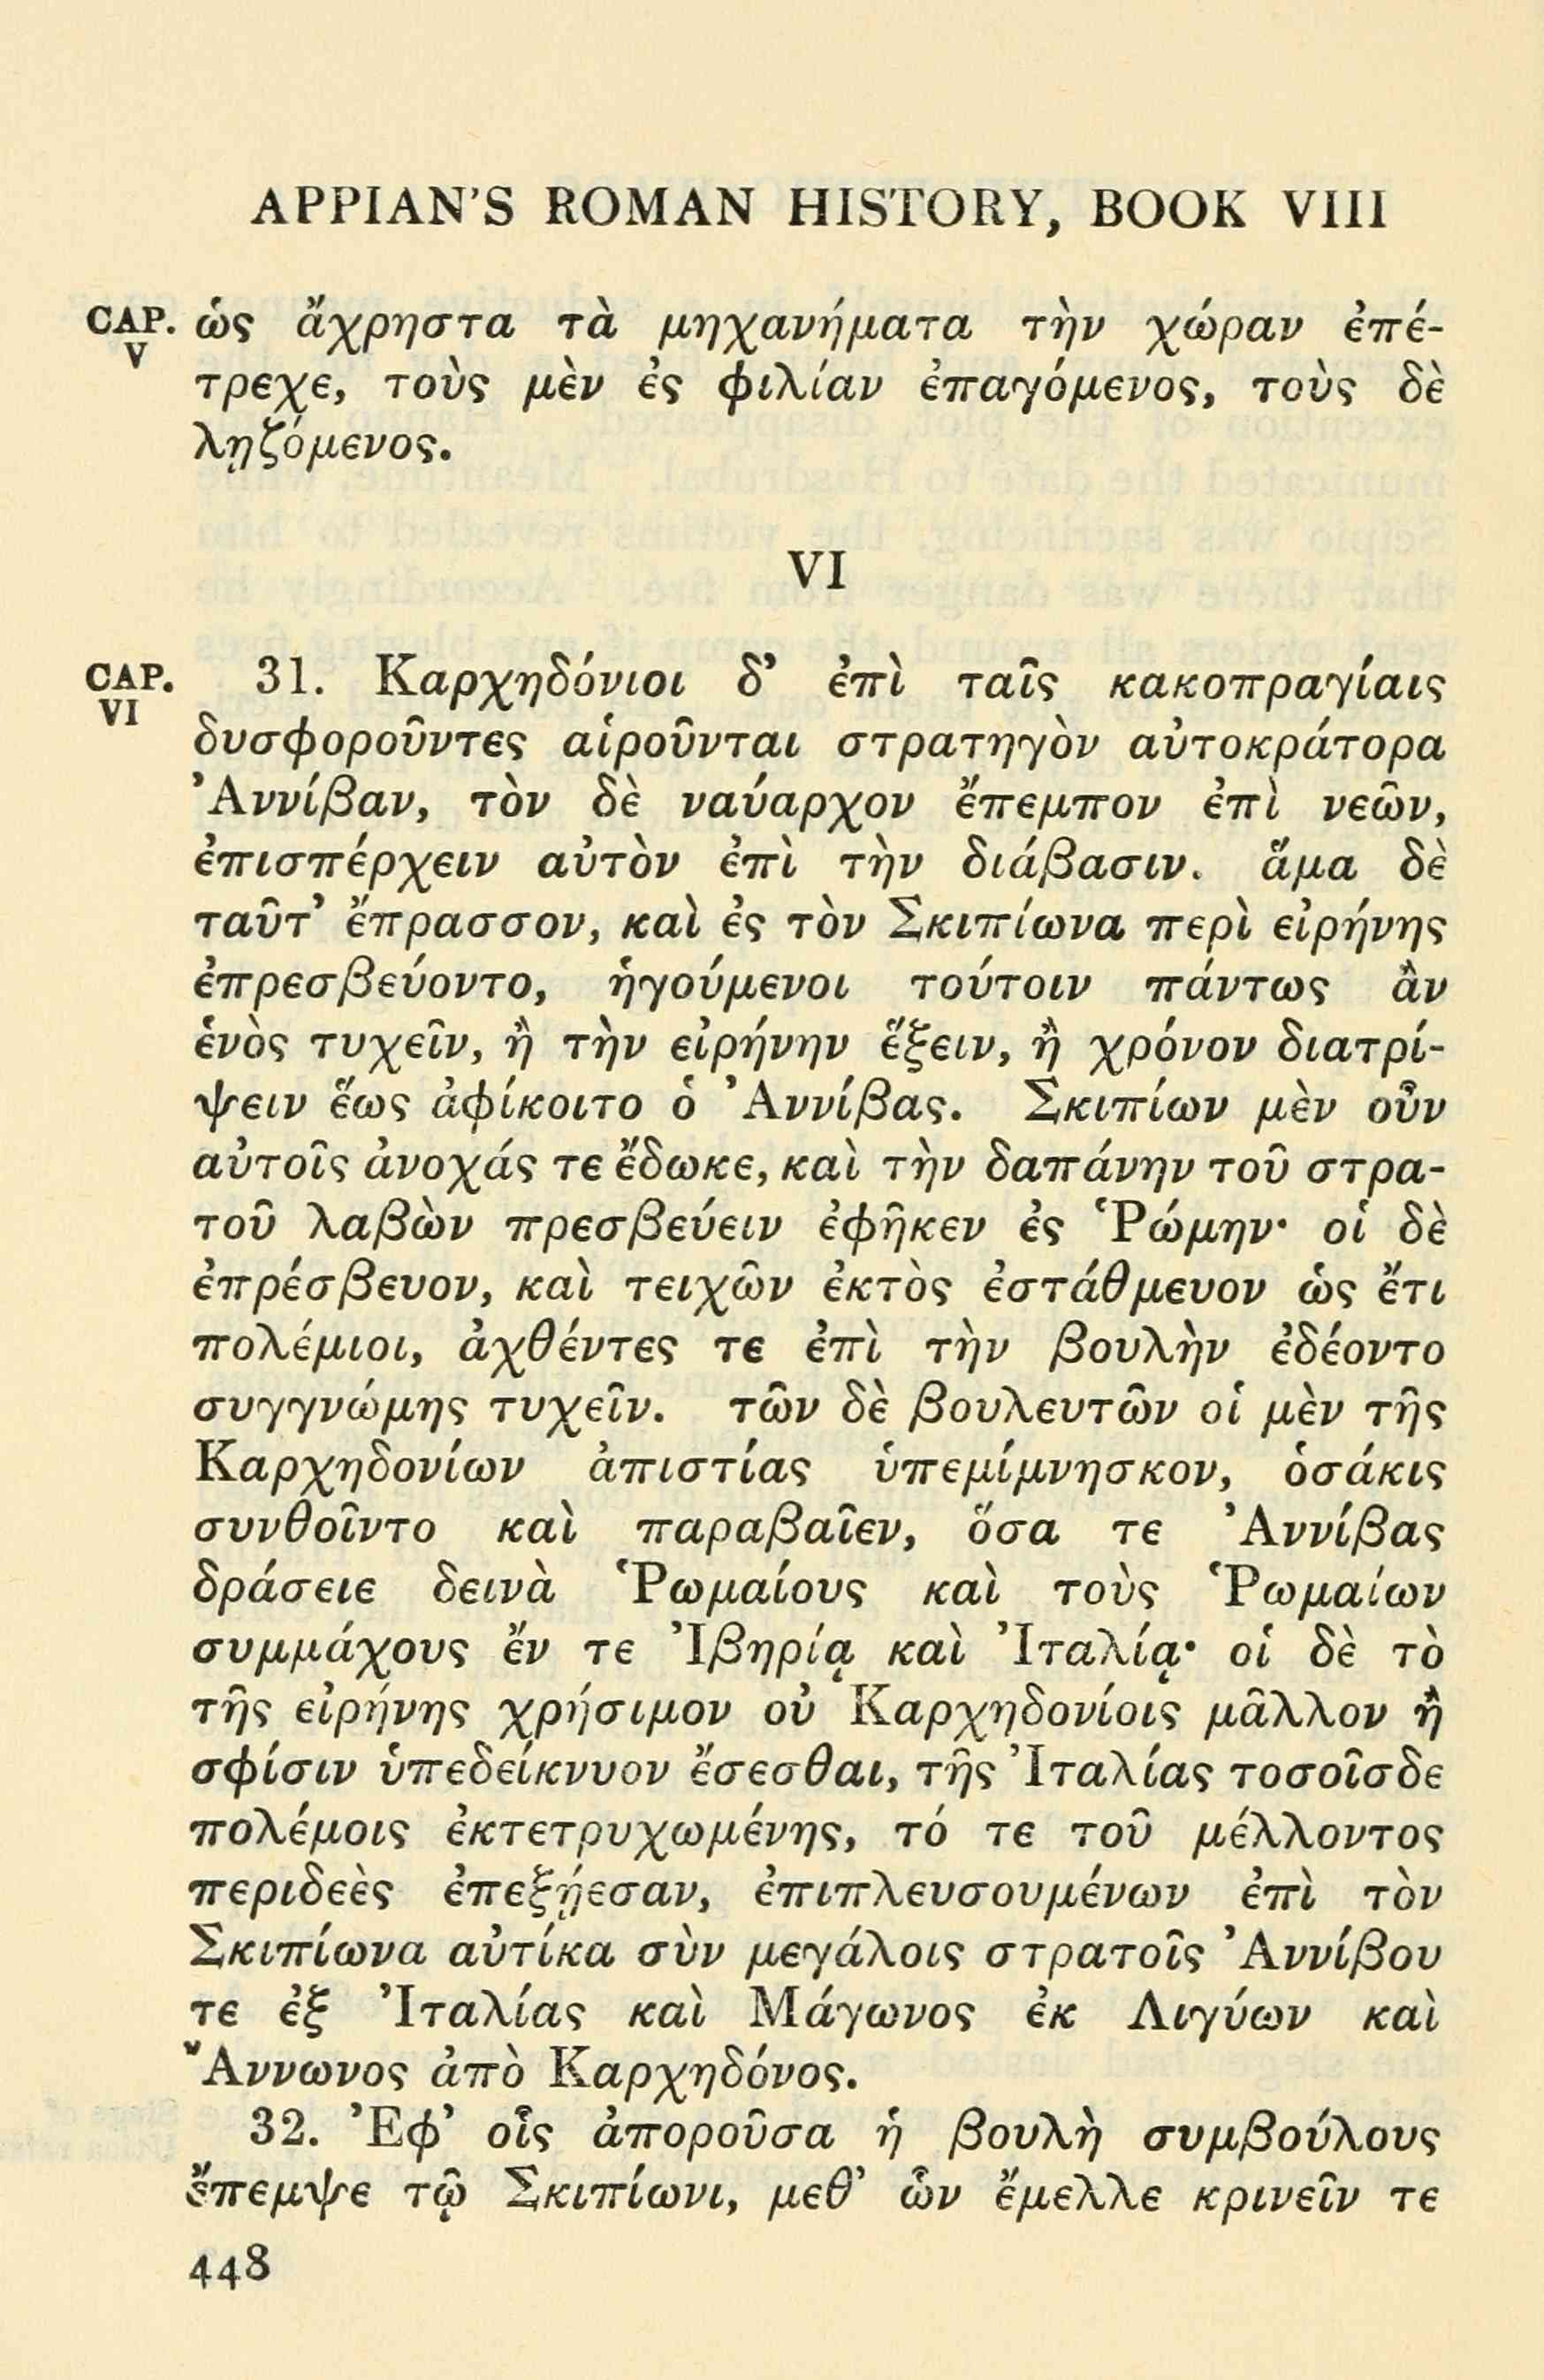 APPIAN'S ROMAN HISTORY, BOOK VIII
CAP. V
ὡς ἄχρηστα τὰ μηχανήματα τὴν χώραν ἐπέ-
τρεχε, τοὺς μὲν ἐς φιλίαν ἐπαγόμενος, τοὺς δὲ
λῃζόμενος.
VI
CAP. VI
31. Καρχηδόνιοι δ’ ἐπὶ ταῖς κακοπραγίαις
δυσφοροῦντες αἱροῦνται στρατηγὸν αὐτοκράτορα
Ἀννίβαν, τὸν δὲ ναύαρχον ἔπεμπον ἐπὶ νεῶν,
ἐπισπέρχειν αὐτὸν ἐπὶ τὴν διάβασιν. ἅμα δὲ
ταῦτ’ ἔπρασσον, καὶ ἐς τὸν Σκιπίωνα περὶ εἰρήνης
ἐπρεσβεύοντο, ἡγούμενοι τούτοιν πάντως ἂν
ἑνὸς τυχεῖν, ἢ τὴν εἰρήνην ἕξειν, ἢ χρόνον διατρί-
ψειν ἕως ἀφίκοιτο ὁ Ἀννίβας. Σκιπίων μὲν οὖν
αὐτοῖς ἀνοχάς τε ἔδωκε, καὶ τὴν δαπάνην τοῦ στρα-
τοῦ λαβὼν πρεσβεύειν ἐφῆκεν ἐς Ῥώμην· οἱ δὲ
ἐπρέσβευον, καὶ τειχῶν ἐκτὸς ἐστάθμευον ὡς ἔτι
πολέμιοι, ἀχθέντες τε ἐπὶ τὴν βουλὴν ἐδέοντο
συγγνώμης τυχεῖν. τῶν δὲ βουλευτῶν οἱ μὲν τῆς
Καρχηδονίων ἀπιστίας ὑπεμίμνησκον, ὁσάκις
συνθοῖντο καὶ παραβαῖεν, ὅσα τε Ἀννίβας
δράσειε δεινὰ Ῥωμαίους καὶ τοὺς Ῥωμαίων
συμμάχους ἔν τε Ἰβηρίᾳ καὶ Ἰταλίᾳ· οἱ δὲ τὸ
τῆς εἰρήνης χρήσιμον οὐ Καρχηδονίοις μᾶλλον ἢ
σφίσιν ὑπεδείκνυον ἔσεσθαι, τῆς Ἰταλίας τοσοῖσδε
πολέμοις ἐκτετρυχωμένης, τό τε τοῦ μέλλοντος
περιδεὲς ἐπεξῄεσαν, ἐπιπλευσουμένων ἐπὶ τὸν
Σκιπίωνα αὐτίκα σὺν μεγάλοις στρατοῖς Ἀννίβου
τε ἐξ Ἰταλίας καὶ Μάγωνος ἐκ Λιγύων καὶ
Ἄννωνος ἀπὸ Καρχηδόνος.
32. Ἐφ’ οἷς ἀποροῦσα ἡ βουλὴ συμβούλους
ἔπεμψε τῷ Σκιπίωνι, μεθ’ ὧν ἔμελλε κρινεῖν τε
448